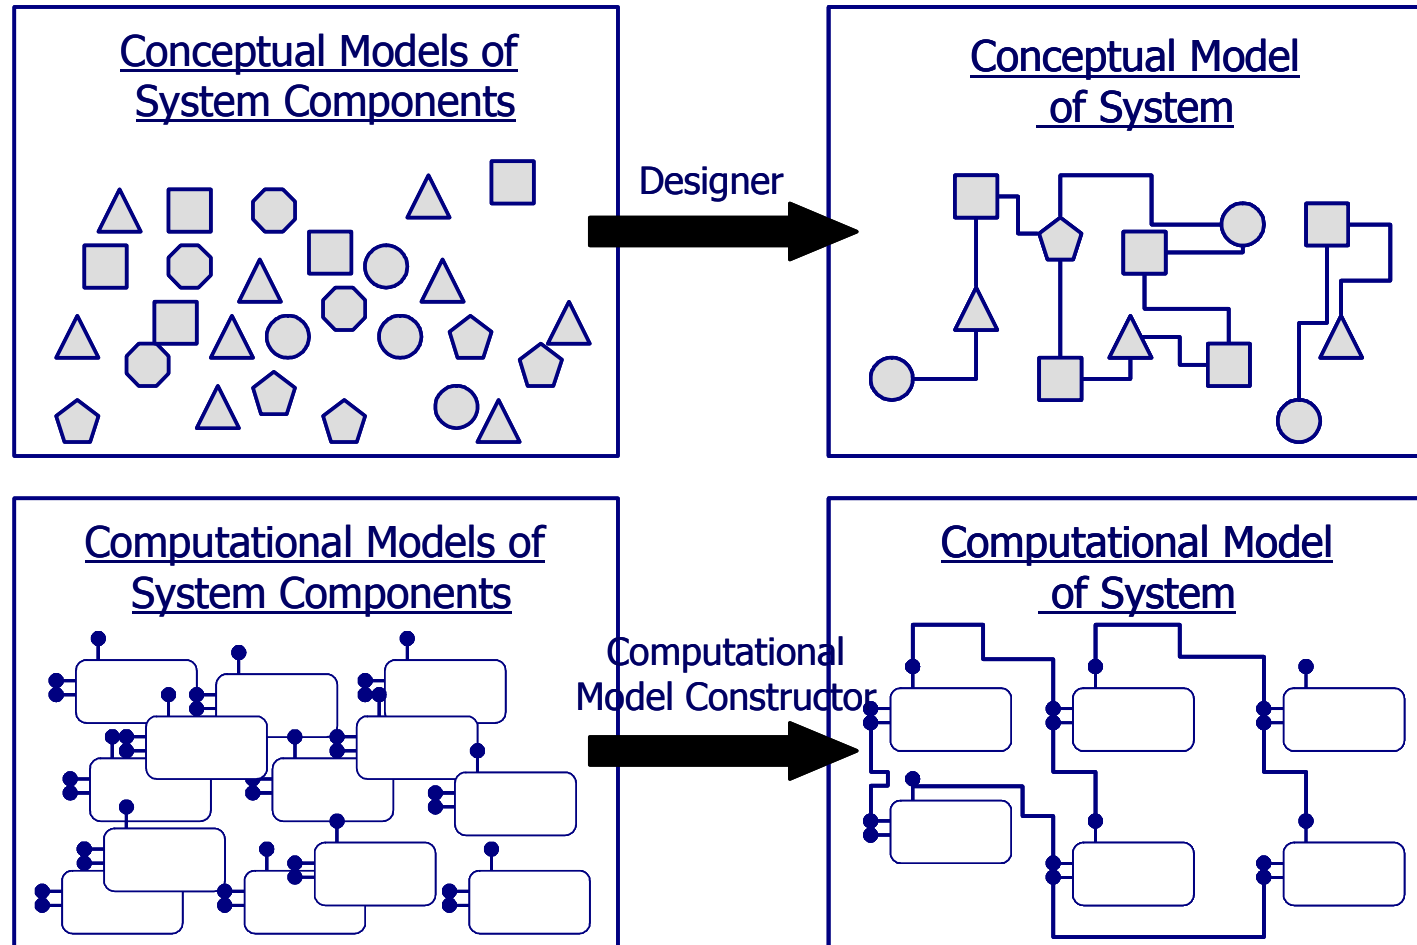 Conceptual Models of
System Components
Designer
Conceptual Model
of System
Computational Models of
System Components
Computational
Model Constructor
Computational Model
of System